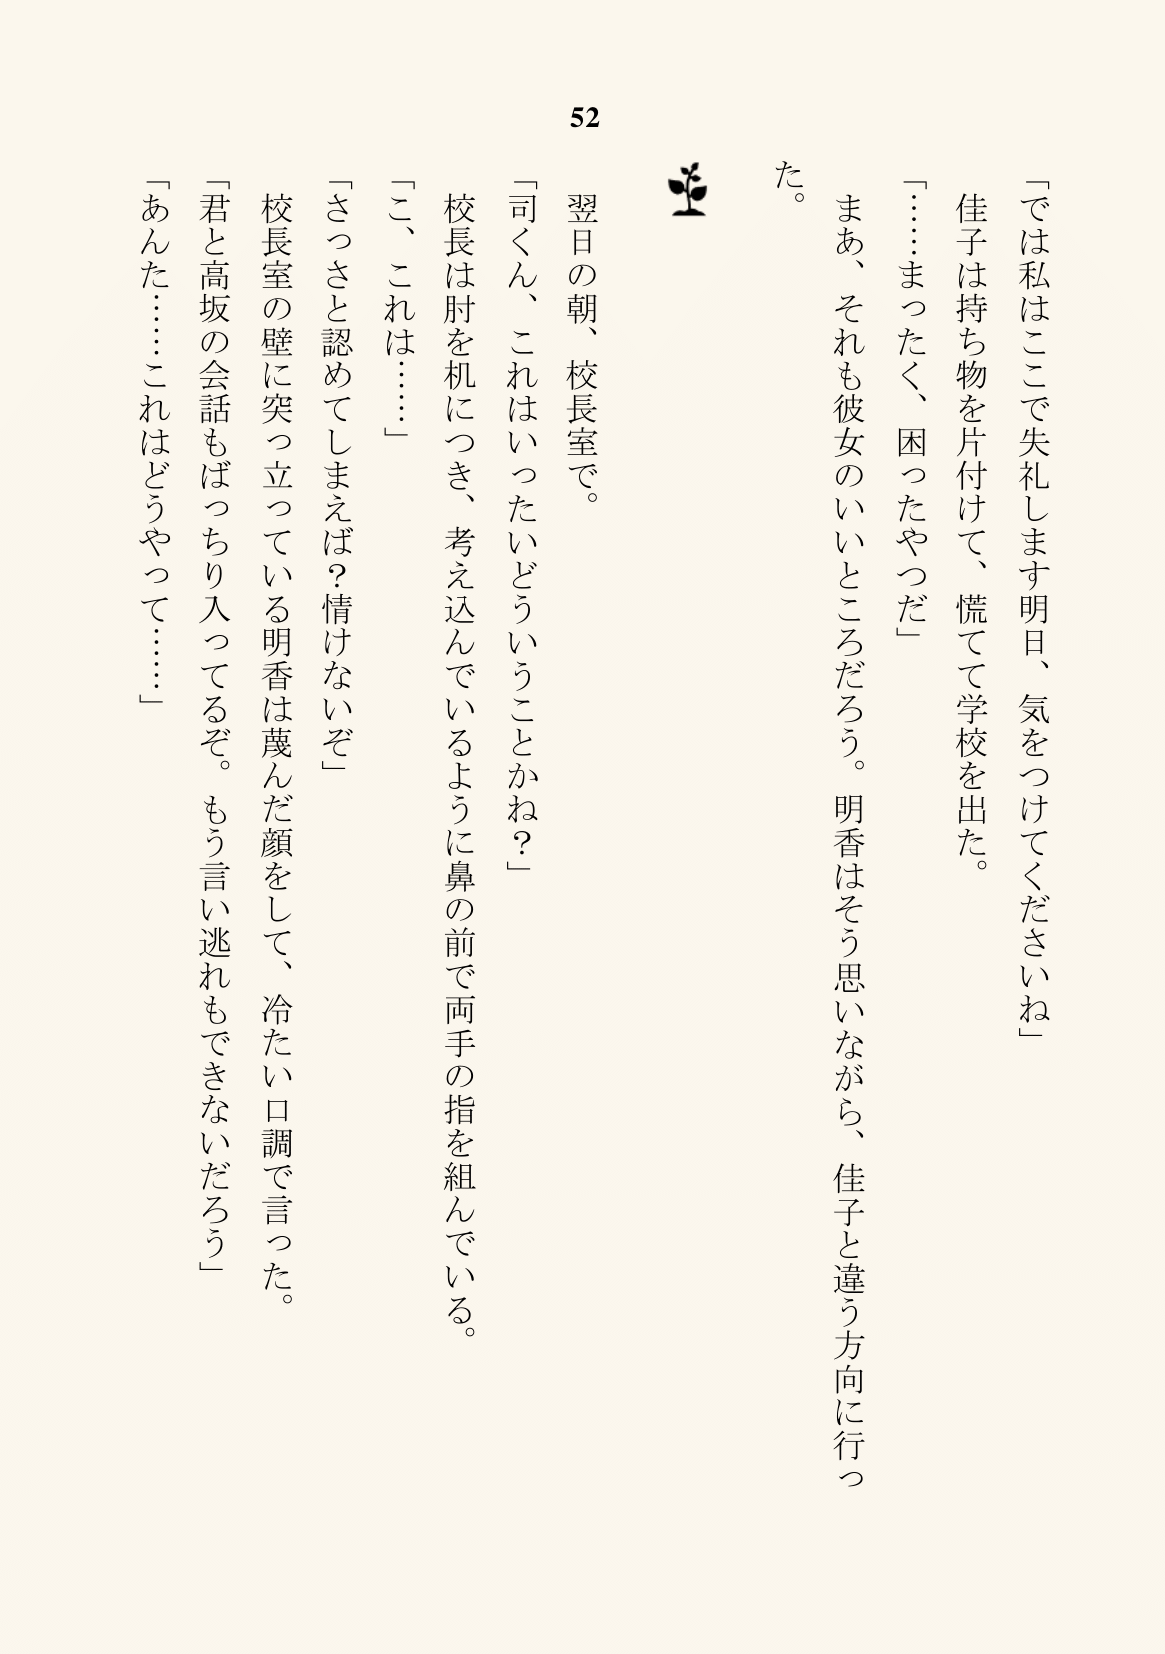 52
「では私はここで失礼します明日、気をつけてくださいね」
佳子は持ち物を片付けて、慌てて学校を出た。
「……まったく、困ったやつだ」
まあ、それも彼女のいいところだろう。明香はそう思いながら、佳子と違う方向に行っ
た。
翌日の朝、校長室で。
「司くん、これはいったいどういうことかね？」
校長は肘を机につき、考え込んでいるように鼻の前で両手の指を組んでいる。
「こ、これは……」
「さっさと認めてしまえば？情けないぞ」
校長室の壁に突っ立っている明香は蔑んだ顔をして、冷たい口調で言った。
「君と高坂の会話もばっちり入ってるぞ。もう言い逃れもできないだろう」
「あんた……これはどうやって……」